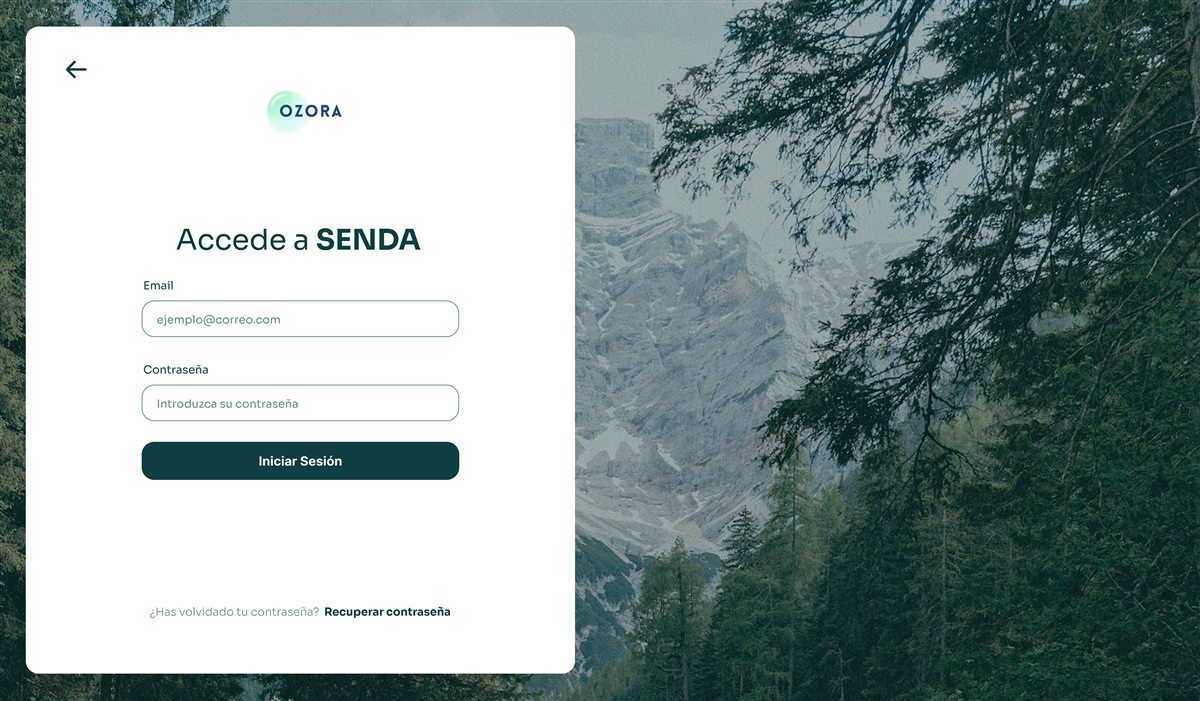 OZORA
Accede a SENDA
Email
ejemplo@correo.com
Contraseña
Introduzca su contraseña
Iniciar Sesión
¿Has volvidado tu contraseña? Recuperar contraseña